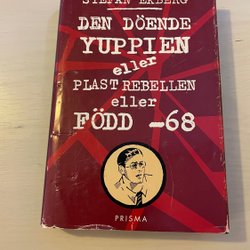 STEFAN EKBERG
DEN DÖENDE
YUPPIEN
eller
PLASTREBELLEN
eller
FÖDD -68
PRISMA